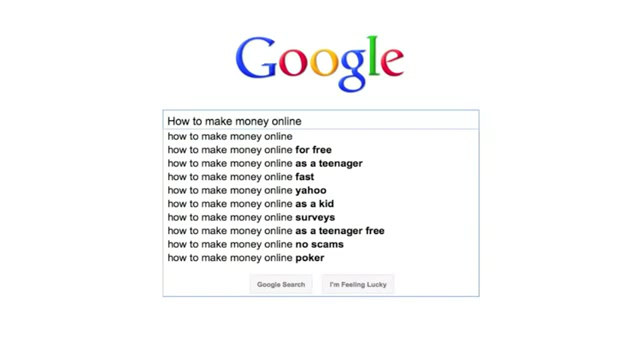 Google
How to make money online
how to make money online
how to make money online for free
how to make money online as a teenager
how to make money online fast
how to make money online yahoo
how to make money online as a kid
how to make money online surveys
how to make money online as a teenager free
how to make money online no scams
how to make money online poker
Google Search I'm Feeling Lucky